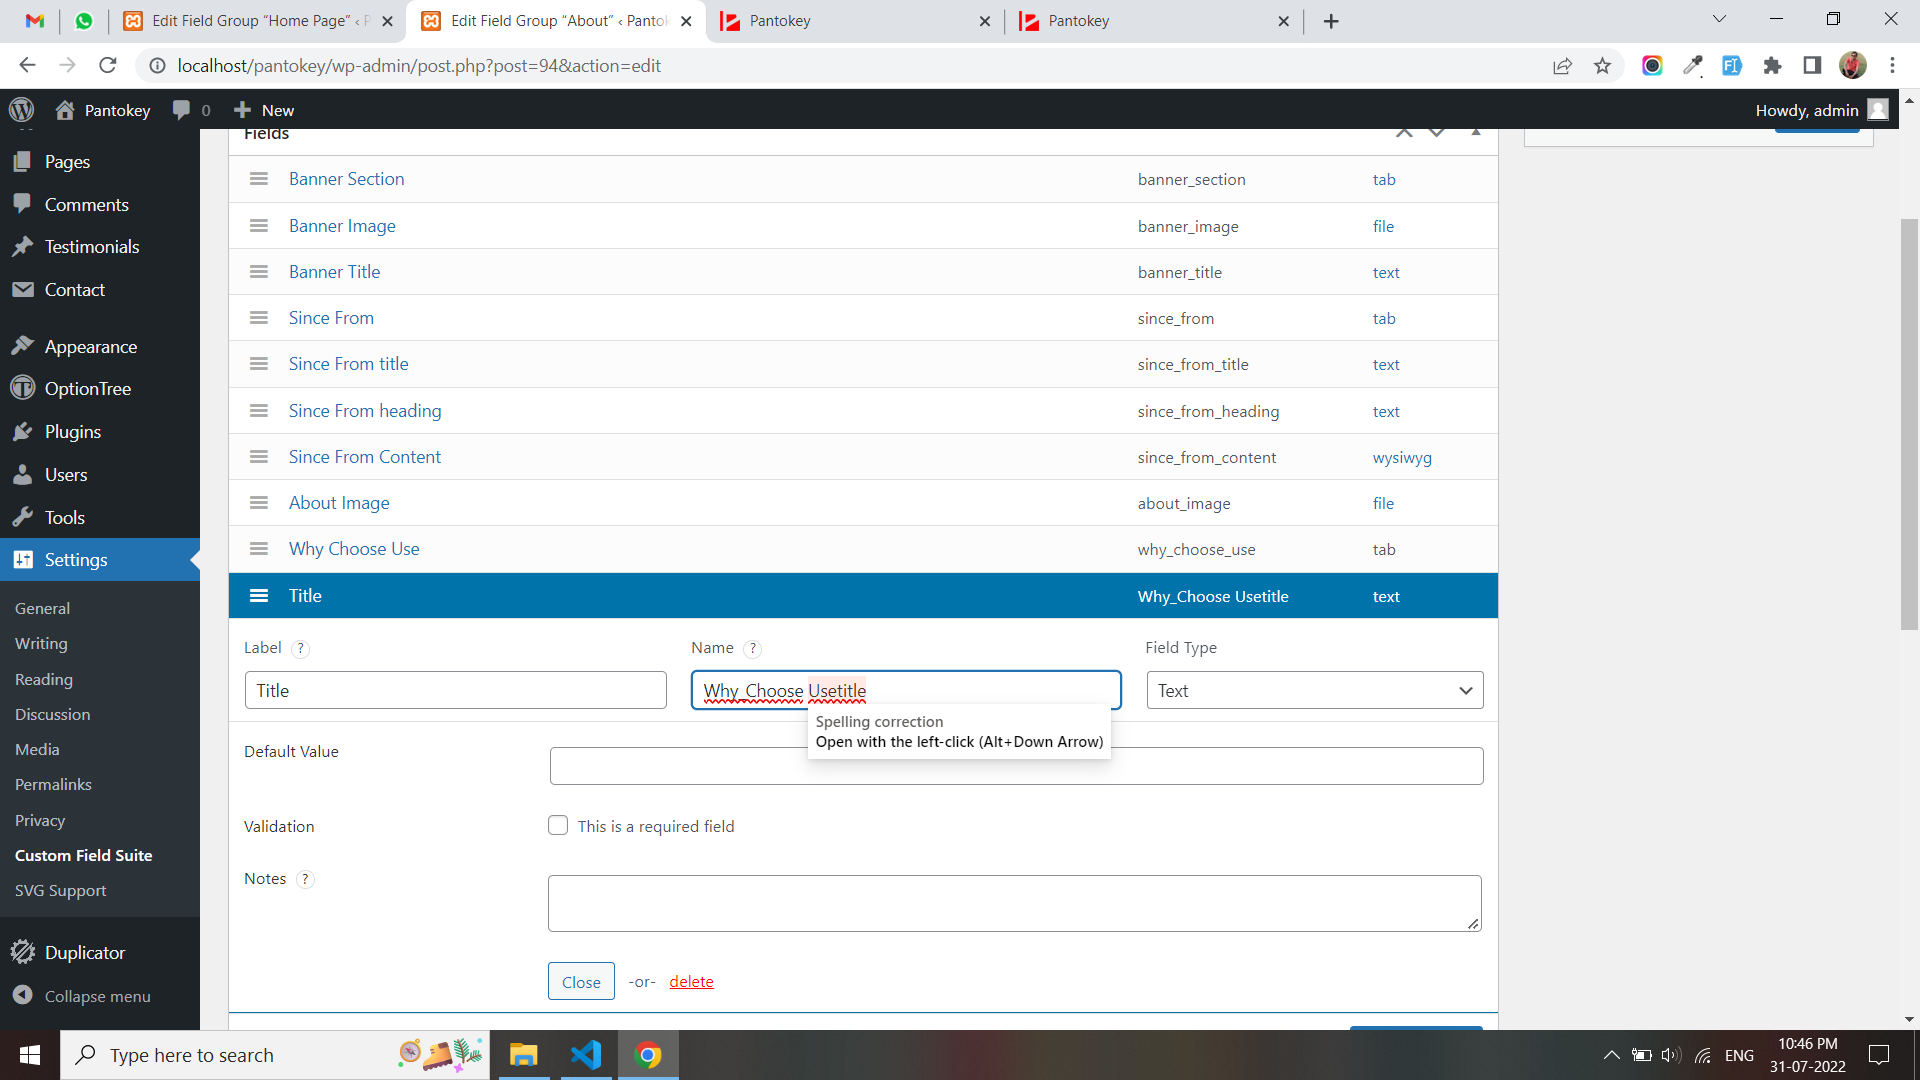 Edit Field Group “Home Page” ‹ P
Edit Field Group “About” ‹ Pantok
Pantokey
Pantokey
localhost/pantokey/wp-admin/post.php?post=94&action=edit
Pantokey
0
New
Howdy, admin
Pages
Comments
Testimonials
Contact
Appearance
OptionTree
Plugins
Users
Tools
Settings
General
Writing
Reading
Discussion
Media
Permalinks
Privacy
Custom Field Suite
SVG Support
Duplicator
Collapse menu
Fields
Banner Section banner_section tab
Banner Image banner_image file
Banner Title banner_title text
Since From since_from tab
Since From title since_from_title text
Since From heading since_from_heading text
Since From Content since_from_content wysiwyg
About Image about_image file
Why Choose Use why_choose_use tab
Title Why_Choose Usetitle text
Label ? Name ? Field Type
Title Why_Choose Usetitle Text
Spelling correction
Open with the left-click (Alt+Down Arrow)
Default Value
Validation This is a required field
Notes ?
Close -or- delete
Type here to search
ENG
10:46 PM
31-07-2022